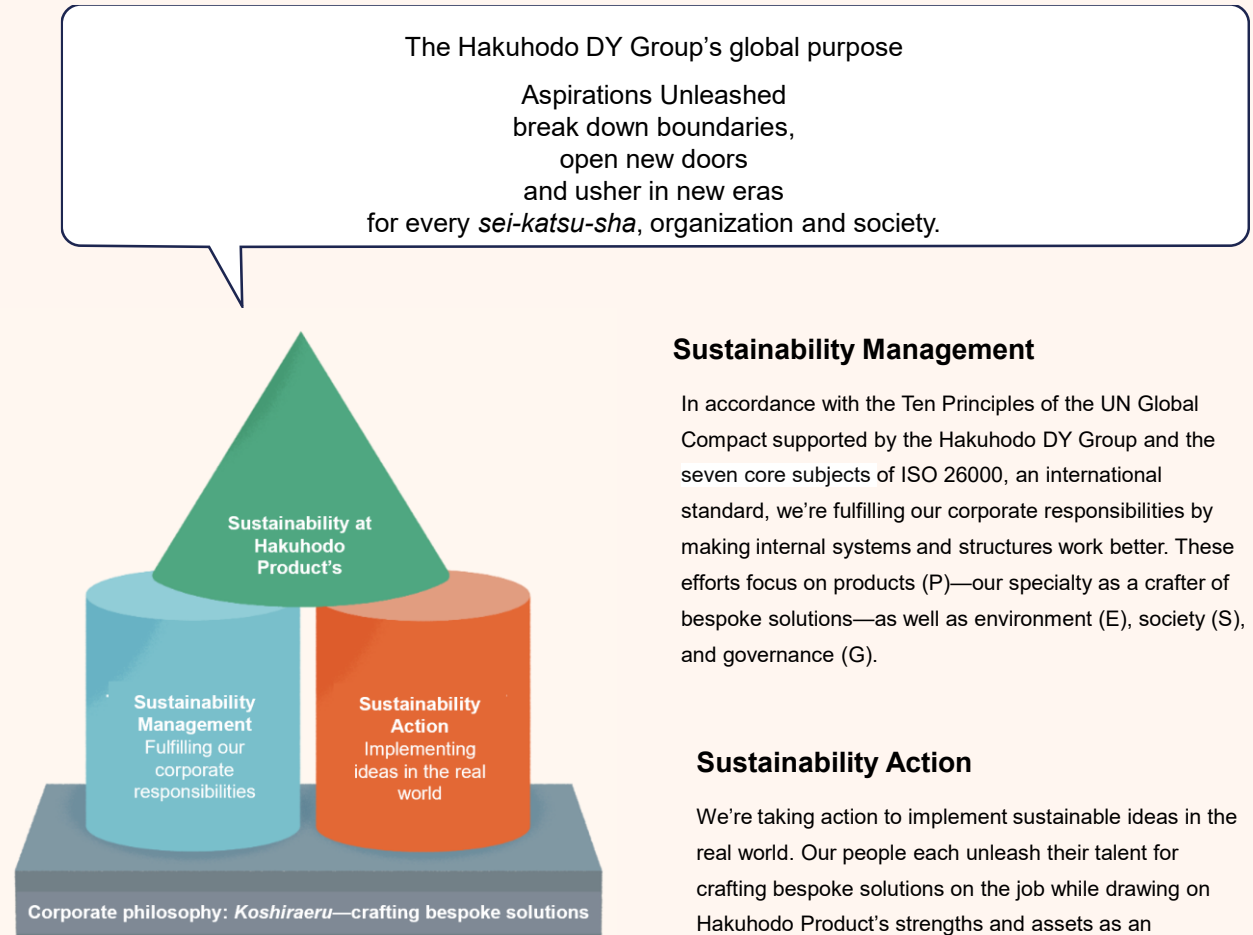 The Hakuhodo DY Group's global purpose
Aspirations Unleashed
break down boundaries,
open new doors
and usher in new eras
for every sei-katsu-sha, organization and society.
Sustainability at
Hakuhodo
Product's
Sustainability
Management
Fulfilling our
corporate
responsibilities
Sustainability
Action
Implementing
ideas in the real
world
Corporate philosophy: Koshiraeru—crafting bespoke solutions
Sustainability Management
In accordance with the Ten Principles of the UN Global
Compact supported by the Hakuhodo DY Group and the
seven core subjects of ISO 26000, an international
standard, we're fulfilling our corporate responsibilities by
making internal systems and structures work better. These
efforts focus on products (P)—our specialty as a crafter of
bespoke solutions—as well as environment (E), society (S),
and governance (G).
Sustainability Action
We're taking action to implement sustainable ideas in the
real world. Our people each unleash their talent for
crafting bespoke solutions on the job while drawing on
Hakuhodo Product's strengths and assets as an